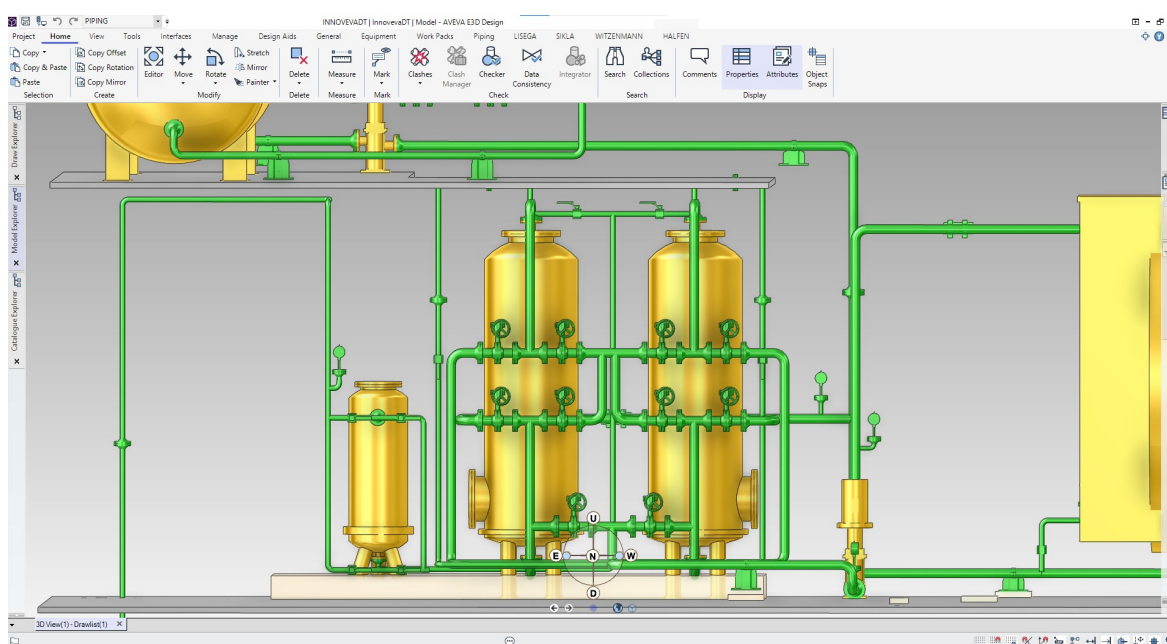 PIPING
INNOVEVADT | InnovevaDT | Model - AVEVA E3D Design
Project Home View Tools Interfaces Manage Design Aids General Equipment Work Packs Piping LISEGA SIKLA WITZENMANN HALFEN
Copy Copy Offset Stretch
Copy & Paste Copy Rotation Mirror
Paste Copy Mirror Painter
Editor Move Rotate Delete Measure Mark Clashes Clash Manager Checker Data Consistency Integrator Search Collections Comments Properties Attributes Object Snaps
Selection Create Modify Delete Measure Mark Check Search Display
Draw Explorer
Model Explorer
Catalogue Explorer
U
E N W
D
3D View(1) - Drawlist(1)